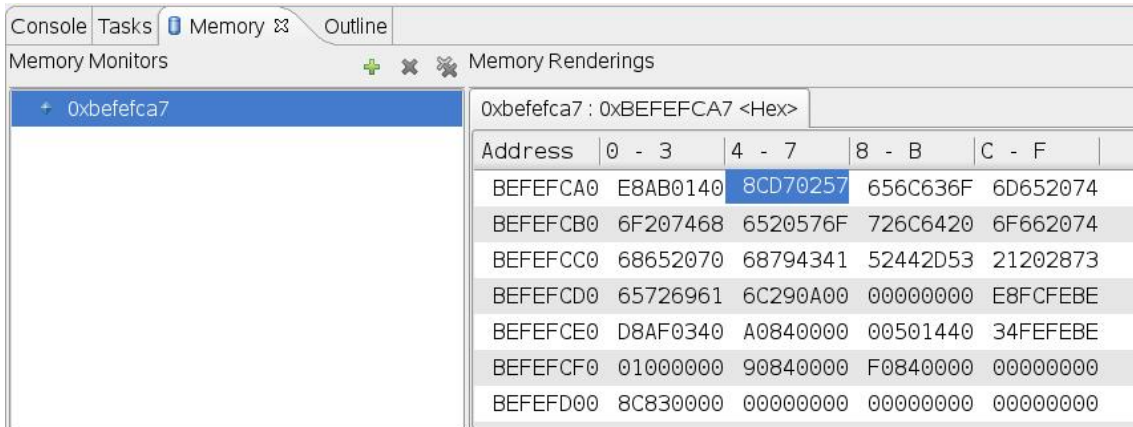 Console Tasks Memory Outline
Memory Monitors
Memory Renderings
0xbefefca7
0xbefefca7 : 0xBEFEFCA7 <Hex>
Address 0 - 3 4 - 7 8 - B C - F
BEFEFCA0 E8AB0140 8CD70257 656C636F 6D652074
BEFEFCB0 6F207468 6520576F 726C6420 6F662074
BEFEFCC0 68652070 68794341 52442D53 21202873
BEFEFCD0 65726961 6C290A00 00000000 E8FCFEBE
BEFEFCE0 D8AF0340 A0840000 00501440 34FEFEBE
BEFEFCF0 01000000 90840000 F0840000 00000000
BEFEFD00 8C830000 00000000 00000000 00000000